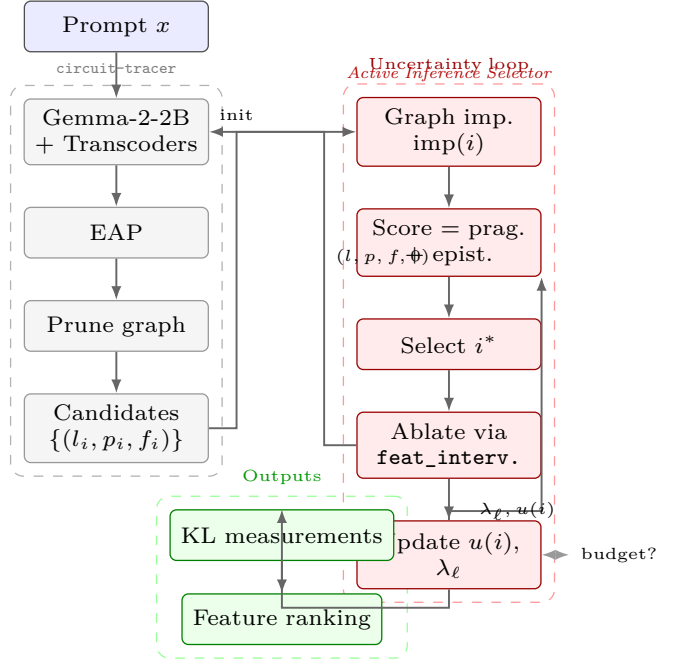 Prompt x
circuit-tracer
Gemma-2-2B
+ Transcoders
EAP
Prune graph
Candidates
{(l_i, p_i, f_i)}
init
Uncertainty loop
Active Inference Selector
Graph imp.
imp(i)
Score = prag.
+ epist.
(l, p, f, 0)
Select i*
Ablate via
feat_interv.
λ_ℓ, u(i)
pdate u(i),
λ_ℓ
budget?
Outputs
KL measurements
Feature ranking